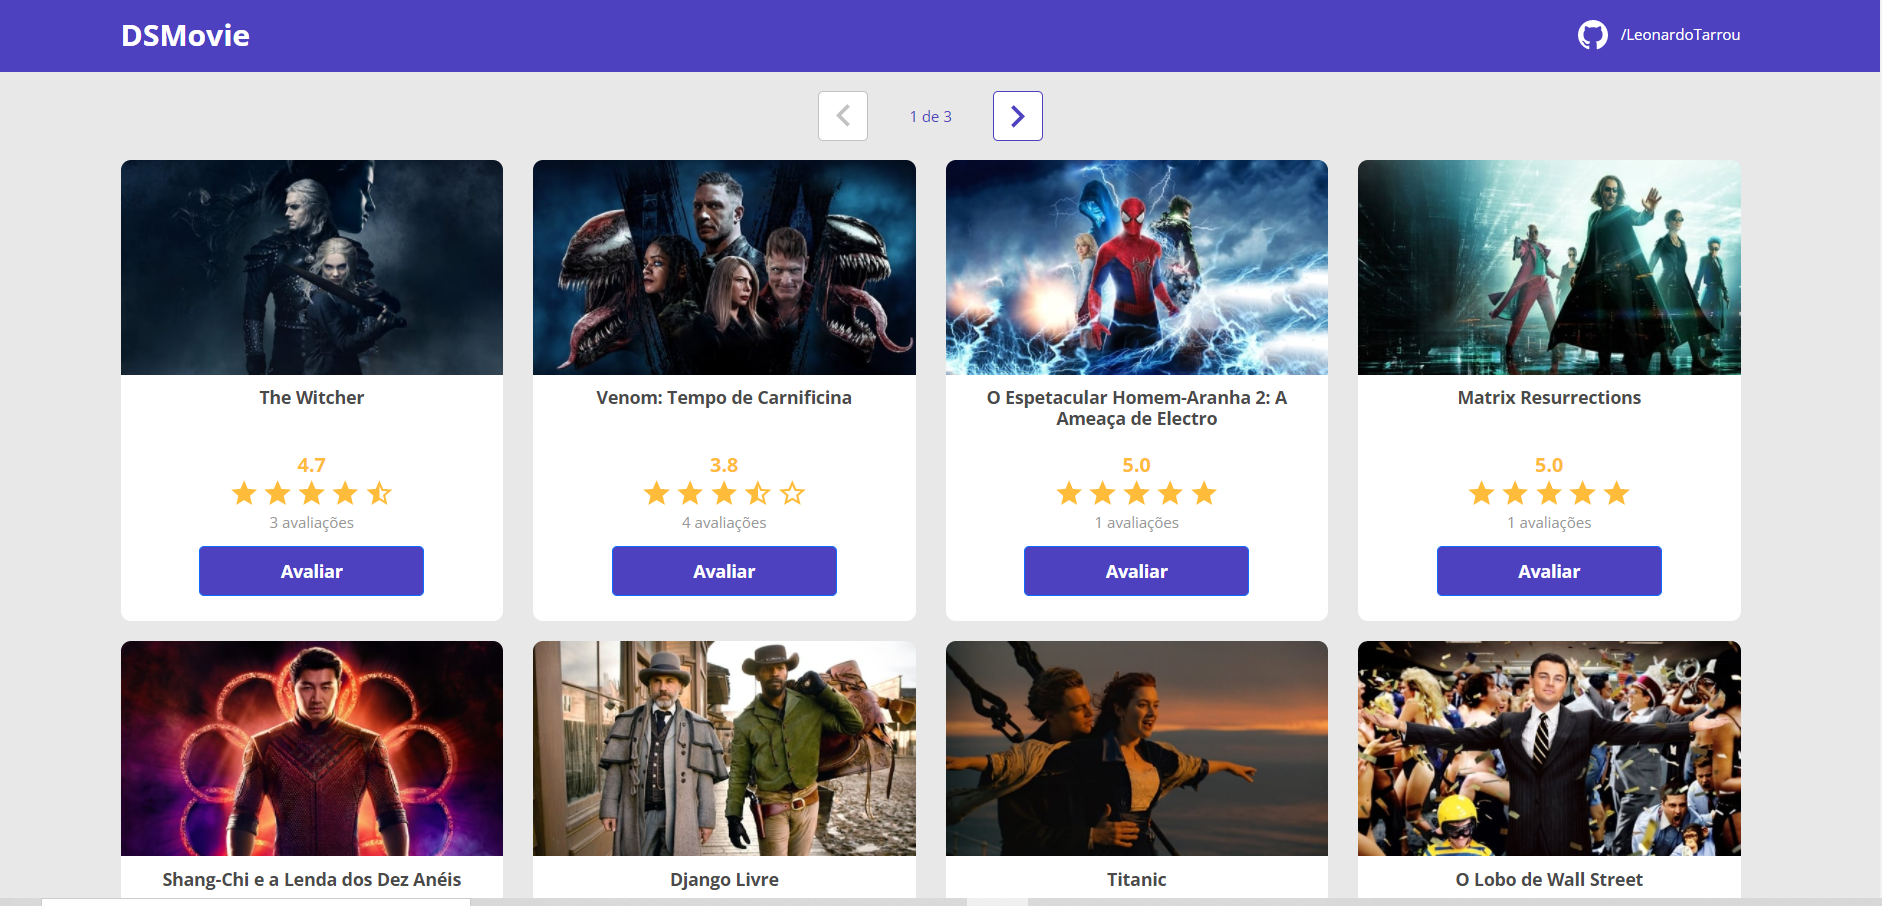 DSMovie
/LeonardoTarrou
1 de 3
The Witcher
4.7
3 avaliações
Avaliar
Venom: Tempo de Carnificina
3.8
4 avaliações
Avaliar
O Espetacular Homem-Aranha 2: A
Ameaça de Electro
5.0
1 avaliações
Avaliar
Matrix Resurrections
5.0
1 avaliações
Avaliar
Shang-Chi e a Lenda dos Dez Anéis
Django Livre
Titanic
O Lobo de Wall Street